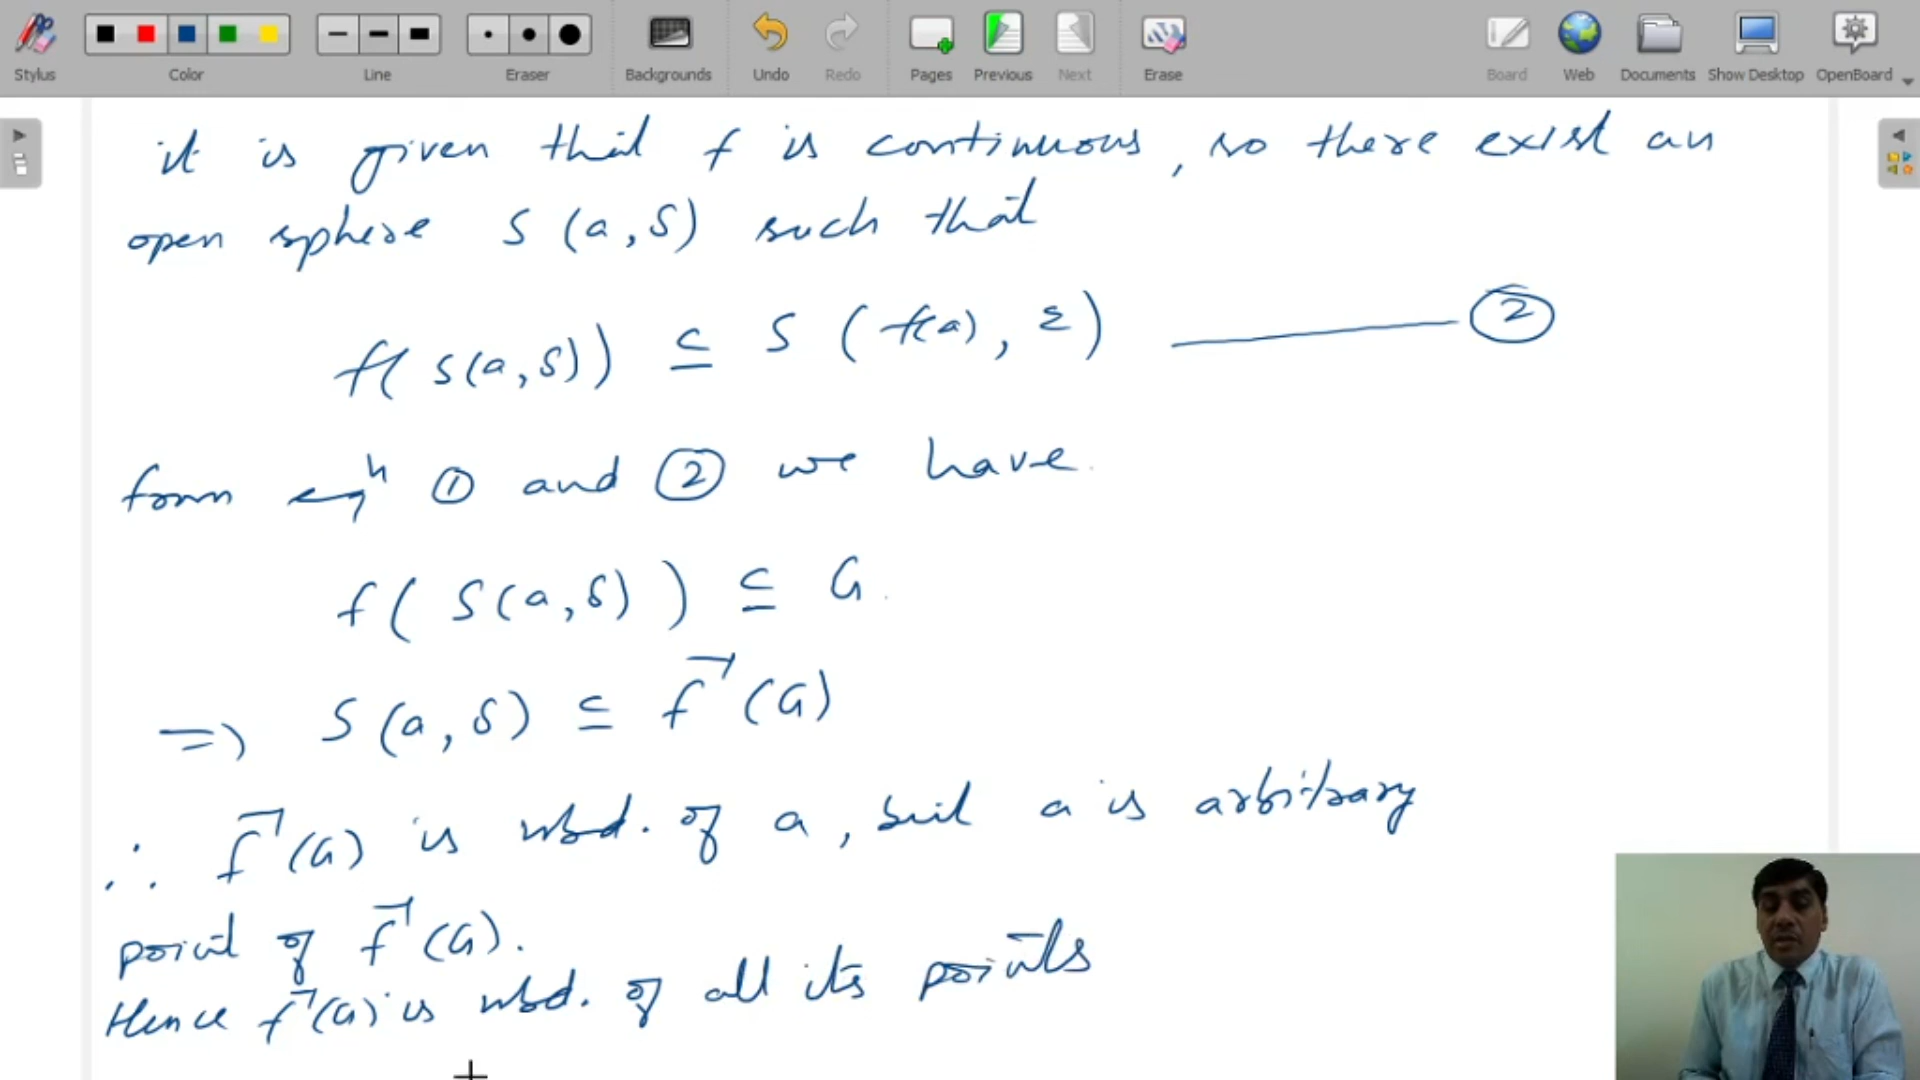 Stylus Color Line Eraser Backgrounds Undo Redo Pages Previous Next Erase Board Web Documents Show Desktop OpenBoard
it is given that f is continuous, so there exist an
open sphere S (a, δ) such that
f( S(a, δ)) ⊆ S ( f(a), ε) ——— ②
from eqⁿ ① and ② we have
f( S(a, δ) ) ⊆ G
=> S (a, δ) ⊆ f⁻¹(G)
∴ f⁻¹(G) is nbd. of a, but a is arbitrary
point of f⁻¹(G).
Hence f⁻¹(G) is nbd. of all its points